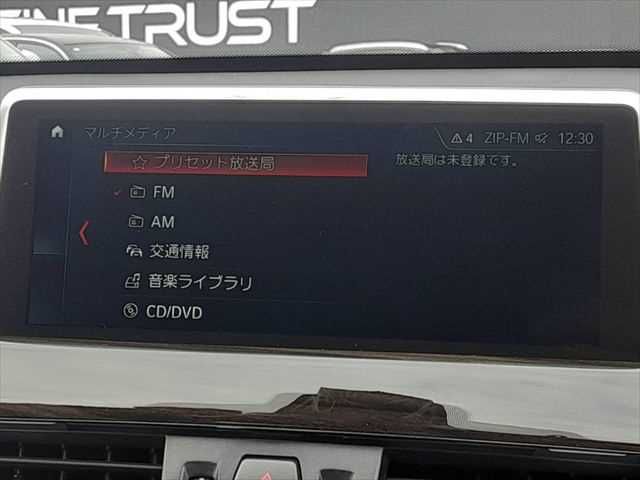 FINE TRUST
マルチメディア
4 ZIP-FM 12:30
プリセット放送局
放送局は未登録です。
FM
AM
交通情報
音楽ライブラリ
CD/DVD